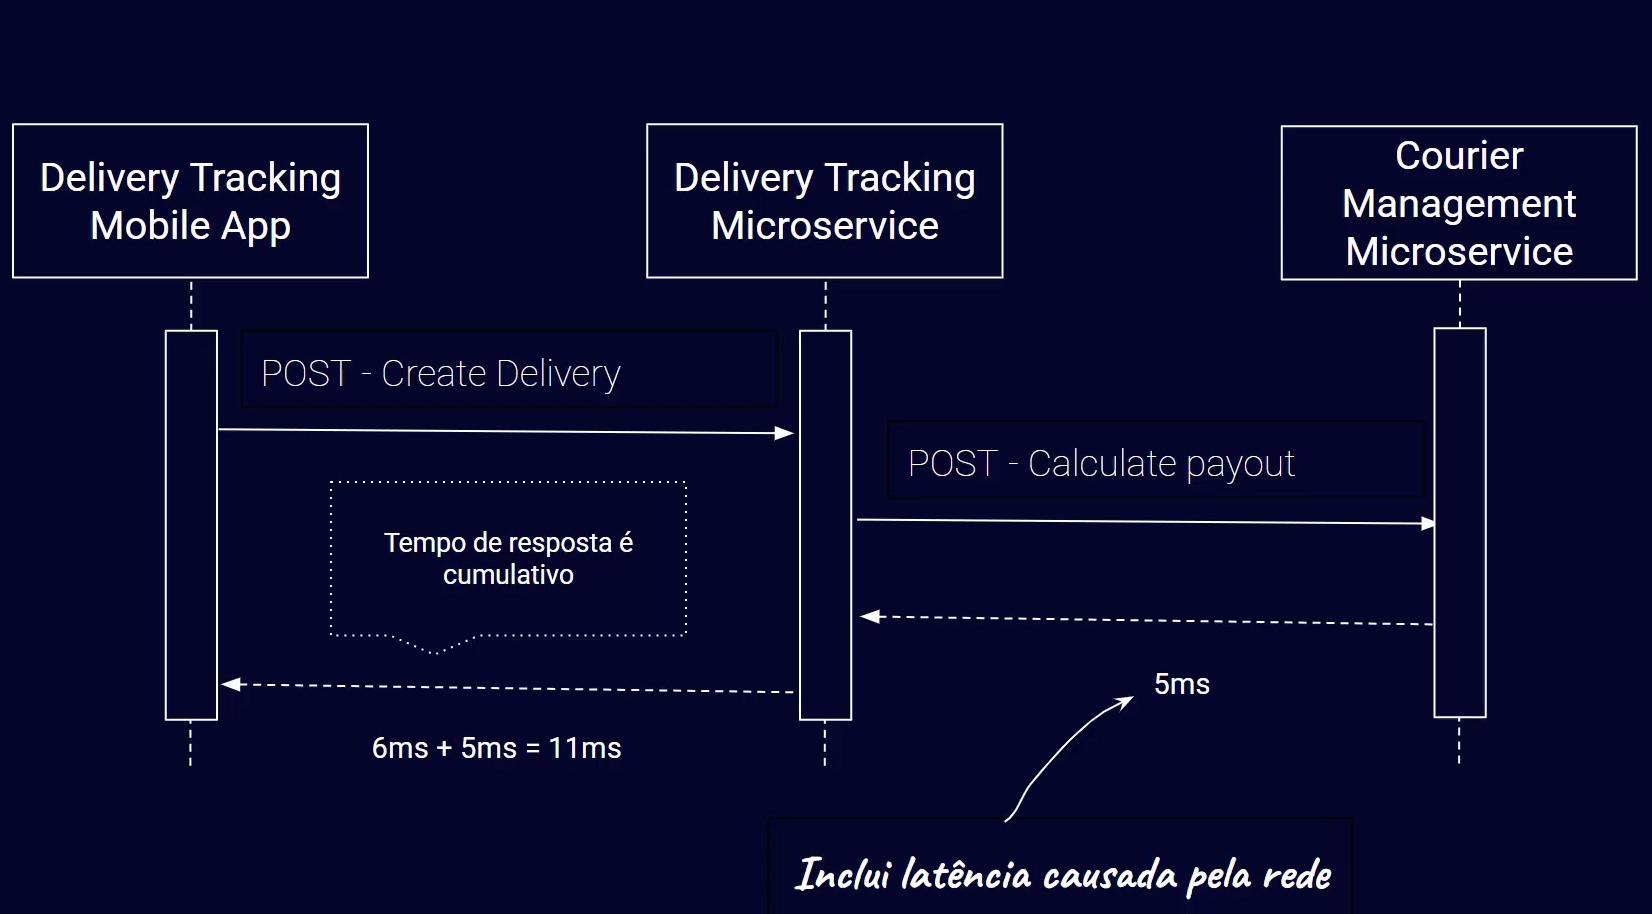 Delivery Tracking
Mobile App
Delivery Tracking
Microservice
Courier
Management
Microservice
POST - Create Delivery
POST - Calculate payout
Tempo de resposta é
cumulativo
5ms
6ms + 5ms = 11ms
Inclui latência causada pela rede